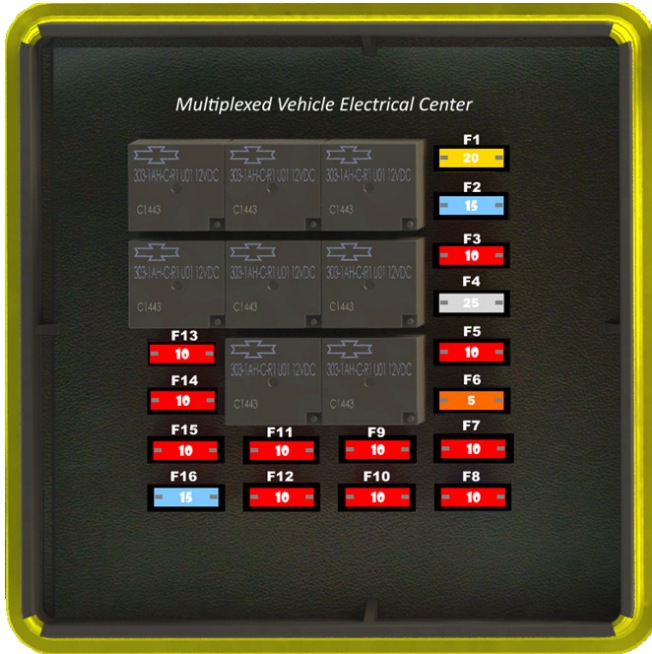 Multiplexed Vehicle Electrical Center
303-1AH-C-R1 U01 12VDC
C1443
303-1AH-C-R1 U01 12VDC
C1443
303-1AH-C-R1 U01 12VDC
C1443
F1
20
F2
15
303-1AH-C-R1 U01 12VDC
C1443
303-1AH-C-R1 U01 12VDC
C1443
303-1AH-C-R1 U01 12VDC
C1443
F3
10
F4
25
F13
10
F14
10
303-1AH-C-R1 U01 12VDC
C1443
303-1AH-C-R1 U01 12VDC
C1443
F5
10
F6
5
F15
10
F11
10
F9
10
F7
10
F16
15
F12
10
F10
10
F8
10